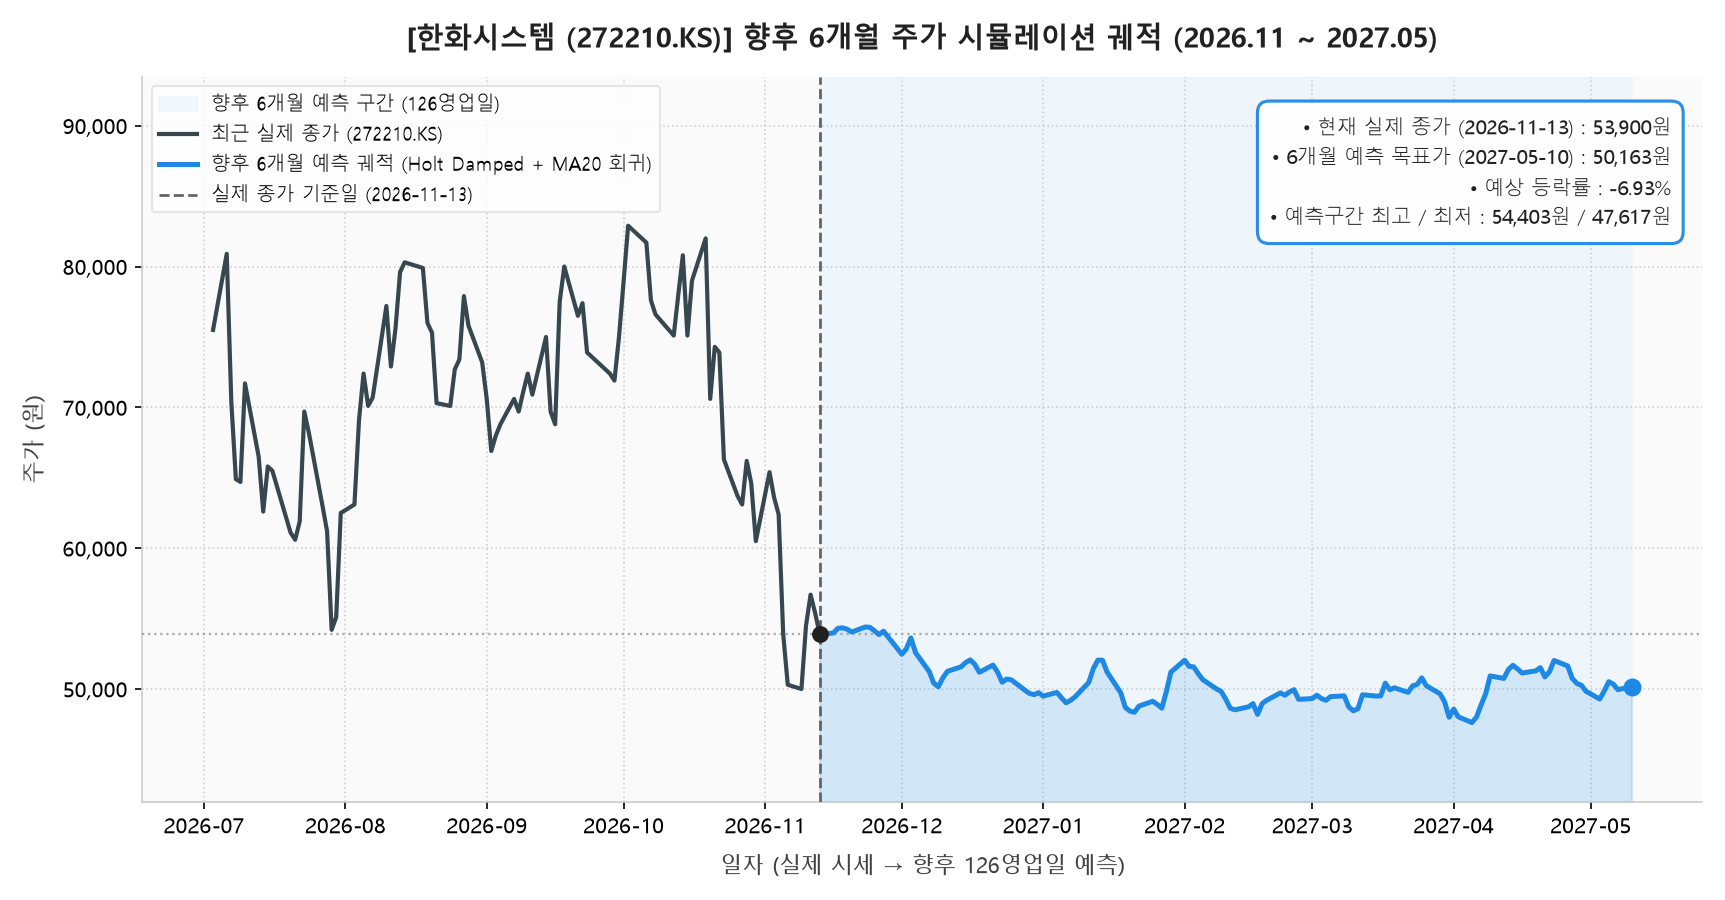 [한화시스템 (272210.KS)] 향후 6개월 주가 시뮬레이션 궤적 (2026.11 ~ 2027.05)
향후 6개월 예측 구간 (126영업일)
최근 실제 종가 (272210.KS)
향후 6개월 예측 궤적 (Holt Damped + MA20 회귀)
실제 종가 기준일 (2026-11-13)
• 현재 실제 종가 (2026-11-13) : 53,900원
• 6개월 예측 목표가 (2027-05-10) : 50,163원
• 예상 등락률 : -6.93%
• 예측구간 최고 / 최저 : 54,403원 / 47,617원
주가 (원)
90,000
80,000
70,000
60,000
50,000
2026-07 2026-08 2026-09 2026-10 2026-11 2026-12 2027-01 2027-02 2027-03 2027-04 2027-05
일자 (실제 시세 → 향후 126영업일 예측)